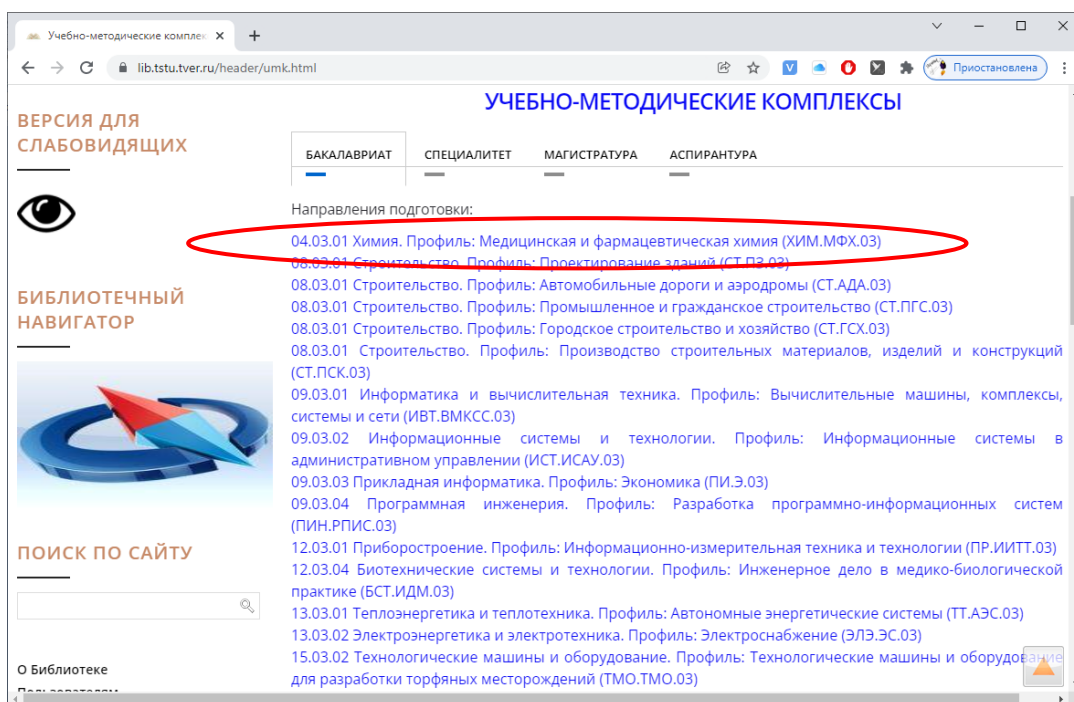 Учебно-методические комплек
lib.tstu.tver.ru/header/umk.html
Приостановлена
ВЕРСИЯ ДЛЯ
СЛАБОВИДЯЩИХ
БИБЛИОТЕЧНЫЙ
НАВИГАТОР
ПОИСК ПО САЙТУ
О Библиотеке
Пользователям
УЧЕБНО-МЕТОДИЧЕСКИЕ КОМПЛЕКСЫ
БАКАЛАВРИАТ СПЕЦИАЛИТЕТ МАГИСТРАТУРА АСПИРАНТУРА
Направления подготовки:
04.03.01 Химия. Профиль: Медицинская и фармацевтическая химия (ХИМ.МФХ.03)
08.03.01 Строительство. Профиль: Проектирование зданий (СТ.ПЗ.03)
08.03.01 Строительство. Профиль: Автомобильные дороги и аэродромы (СТ.АДА.03)
08.03.01 Строительство. Профиль: Промышленное и гражданское строительство (СТ.ПГС.03)
08.03.01 Строительство. Профиль: Городское строительство и хозяйство (СТ.ГСХ.03)
08.03.01 Строительство. Профиль: Производство строительных материалов, изделий и конструкций
(СТ.ПСК.03)
09.03.01 Информатика и вычислительная техника. Профиль: Вычислительные машины, комплексы,
системы и сети (ИВТ.ВМКСС.03)
09.03.02 Информационные системы и технологии. Профиль: Информационные системы в
административном управлении (ИСТ.ИСАУ.03)
09.03.03 Прикладная информатика. Профиль: Экономика (ПИ.Э.03)
09.03.04 Программная инженерия. Профиль: Разработка программно-информационных систем
(ПИН.РПИС.03)
12.03.01 Приборостроение. Профиль: Информационно-измерительная техника и технологии (ПР.ИИТТ.03)
12.03.04 Биотехнические системы и технологии. Профиль: Инженерное дело в медико-биологической
практике (БСТ.ИДМ.03)
13.03.01 Теплоэнергетика и теплотехника. Профиль: Автономные энергетические системы (ТТ.АЭС.03)
13.03.02 Электроэнергетика и электротехника. Профиль: Электроснабжение (ЭЛЭ.ЭС.03)
15.03.02 Технологические машины и оборудование. Профиль: Технологические машины и оборудование
для разработки торфяных месторождений (ТМО.ТМО.03)